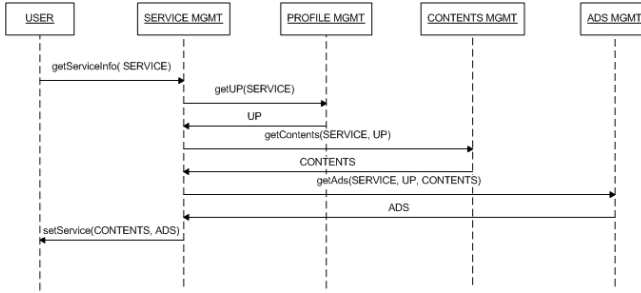 USER
SERVICE MGMT
PROFILE MGMT
CONTENTS MGMT
ADS MGMT
getServiceInfo( SERVICE)
getUP(SERVICE)
UP
getContents(SERVICE, UP)
CONTENTS
getAds(SERVICE, UP, CONTENTS)
ADS
setService(CONTENTS, ADS)